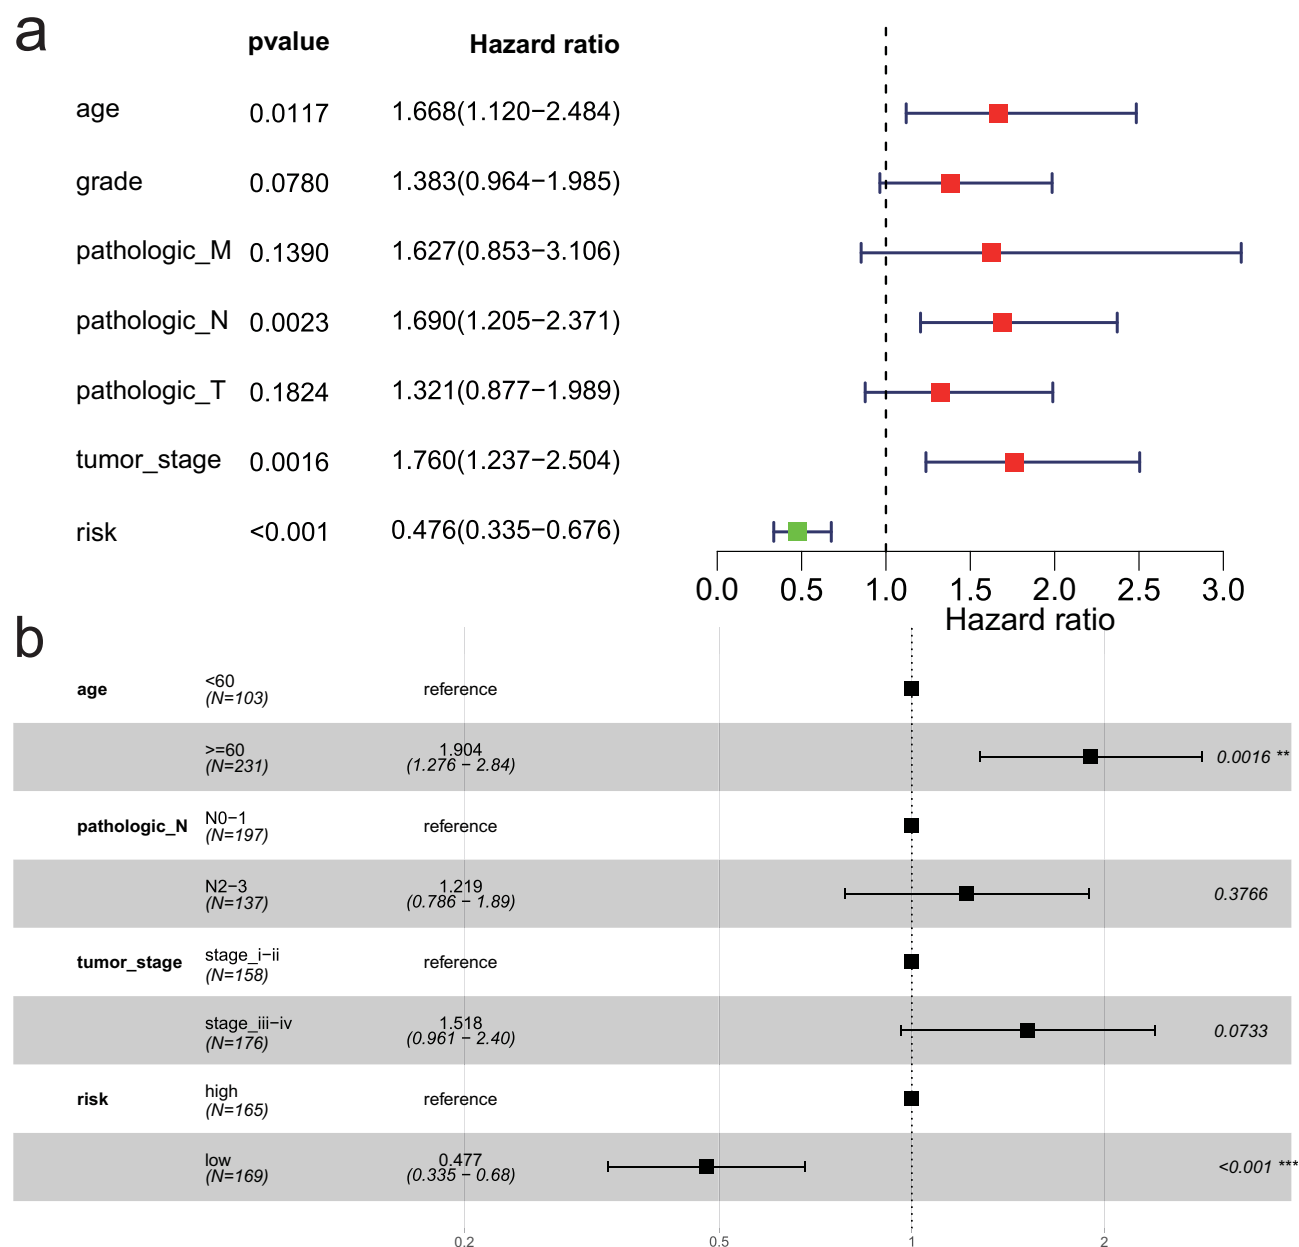 a
pvalue Hazard ratio
age 0.0117 1.668(1.120−2.484)
grade 0.0780 1.383(0.964−1.985)
pathologic_M 0.1390 1.627(0.853−3.106)
pathologic_N 0.0023 1.690(1.205−2.371)
pathologic_T 0.1824 1.321(0.877−1.989)
tumor_stage 0.0016 1.760(1.237−2.504)
risk <0.001 0.476(0.335−0.676)
0.0 0.5 1.0 1.5 2.0 2.5 3.0
Hazard ratio
b
age <60 (N=103) reference
>=60 (N=231) 1.904 (1.276 − 2.84) 0.0016 **
pathologic_N N0−1 (N=197) reference
N2−3 (N=137) 1.219 (0.786 − 1.89) 0.3766
tumor_stage stage_i−ii (N=158) reference
stage_iii−iv (N=176) 1.518 (0.961 − 2.40) 0.0733
risk high (N=165) reference
low (N=169) 0.477 (0.335 − 0.68) <0.001 ***
0.2 0.5 1 2